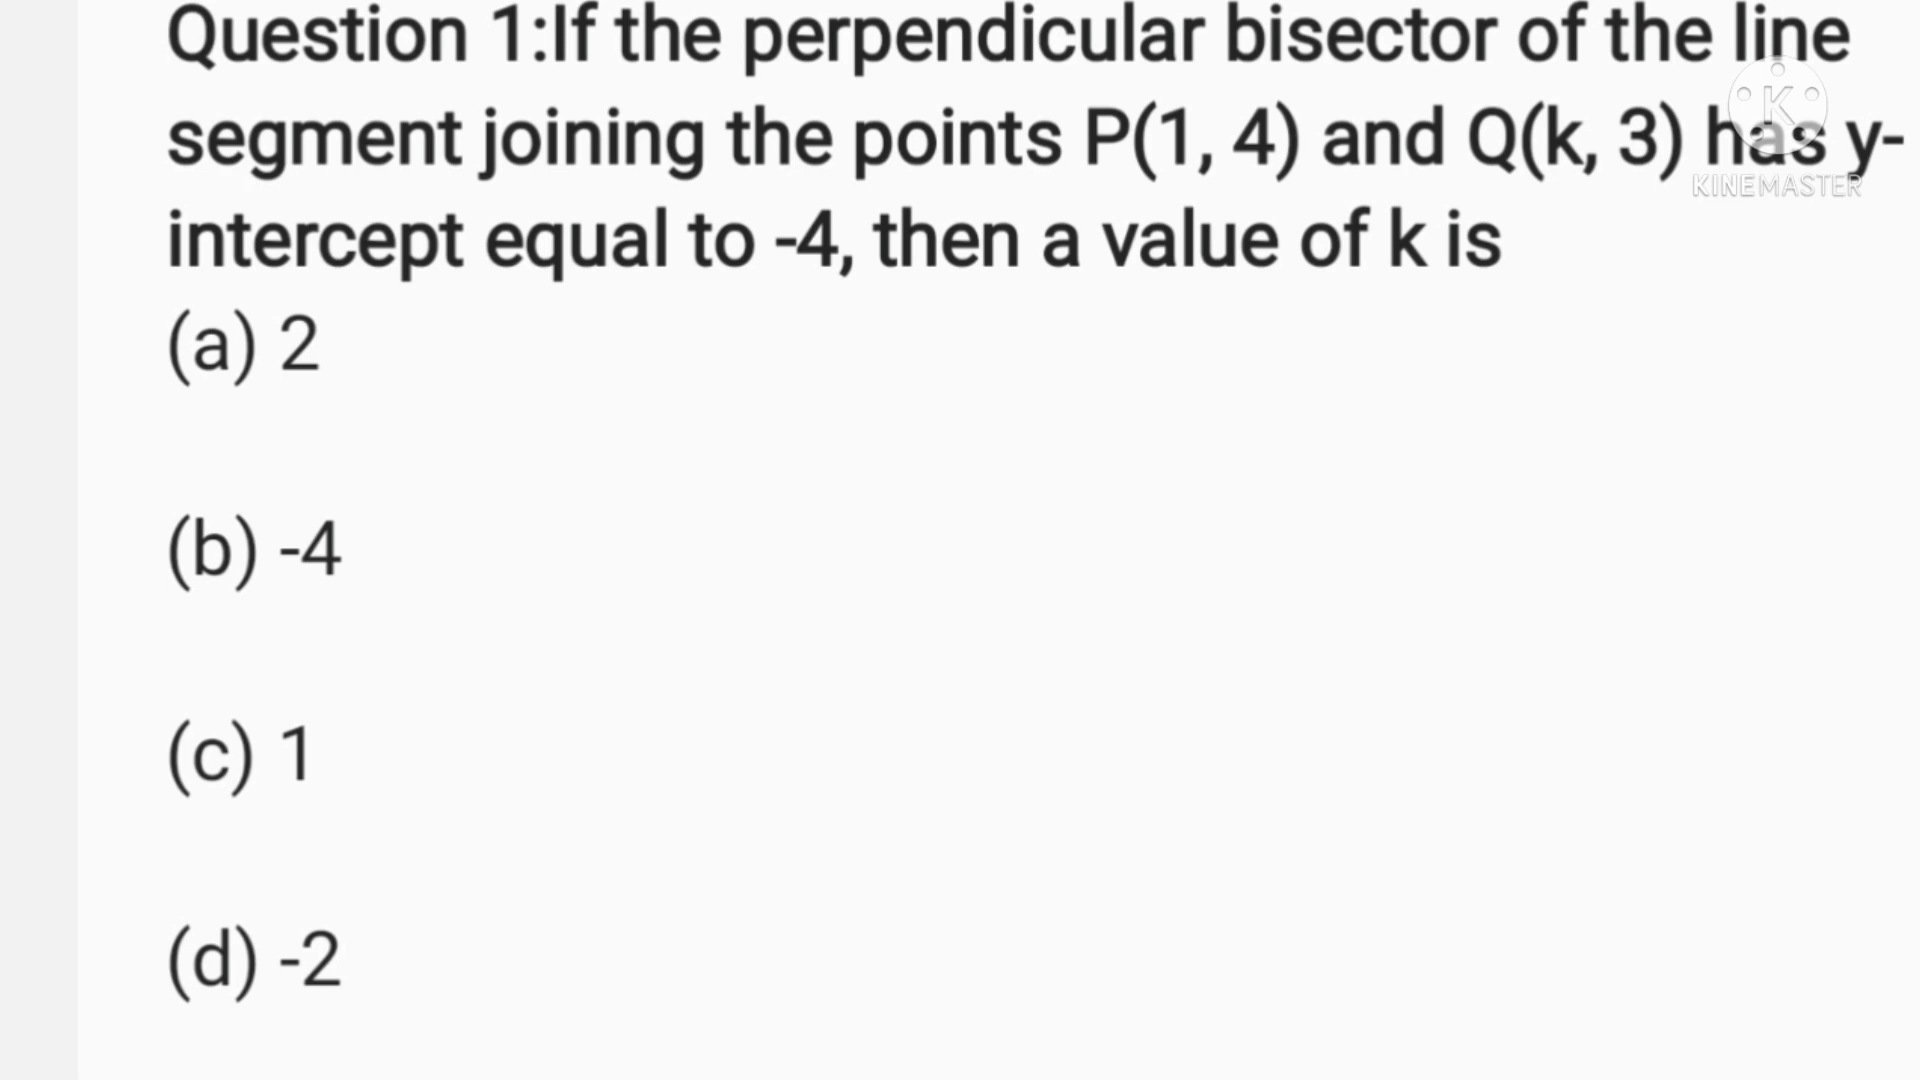 Question 1:If the perpendicular bisector of the line
segment joining the points P(1, 4) and Q(k, 3) has y-
intercept equal to -4, then a value of k is
(a) 2
(b) -4
(c) 1
(d) -2
K
KINEMASTER